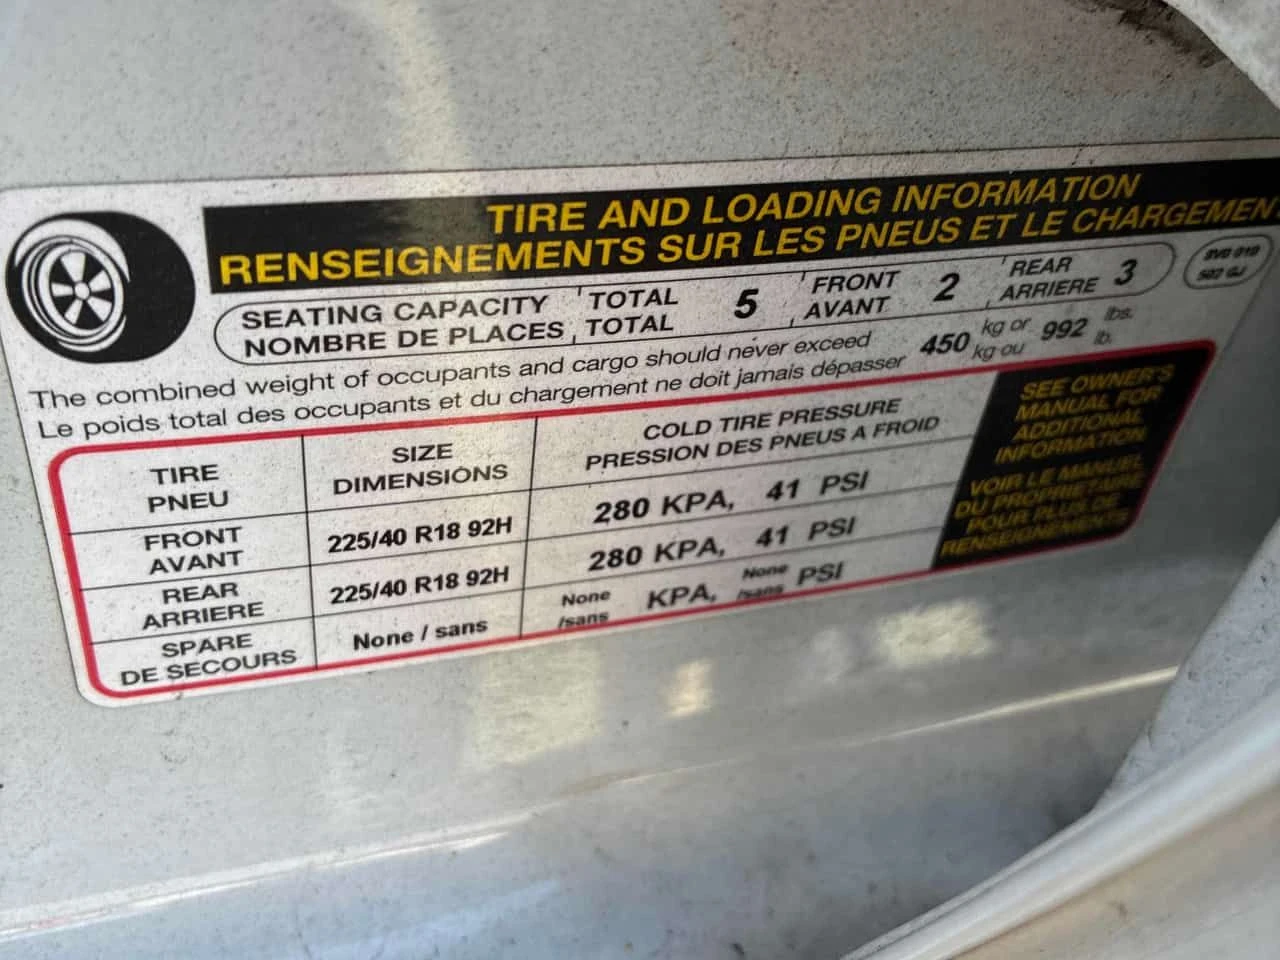 TIRE AND LOADING INFORMATION
RENSEIGNEMENTS SUR LES PNEUS ET LE CHARGEMEN
SEATING CAPACITY TOTAL 5 FRONT 2 REAR 3
NOMBRE DE PLACES TOTAL AVANT ARRIERE
The combined weight of occupants and cargo should never exceed 450 kg or 992 lbs.
Le poids total des occupants et du chargement ne doit jamais dépasser kg ou lb.
TIRE SIZE COLD TIRE PRESSURE
PNEU DIMENSIONS PRESSION DES PNEUS A FROID
FRONT 225/40 R18 92H 280 KPA, 41 PSI
AVANT
REAR 225/40 R18 92H 280 KPA, 41 PSI
ARRIERE
SPARE None / sans None /sans KPA, None /sans PSI
DE SECOURS
SEE OWNER'S
MANUAL FOR
ADDITIONAL
INFORMATION
VOIR LE MANUEL
DU PROPRIETAIRE
POUR PLUS DE
RENSEIGNEMENTS